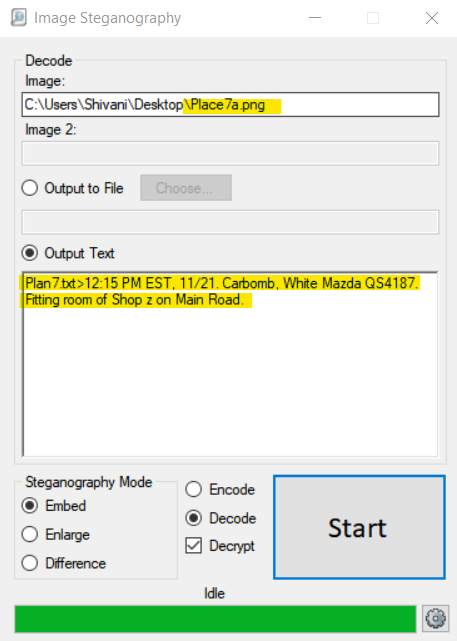 Image Steganography
Decode
Image:
C:\Users\Shivani\Desktop\Place7a.png
Image 2:
Output to File
Choose...
Output Text
Plan7.txt>12:15 PM EST, 11/21. Carbomb, White Mazda QS4187.
Fitting room of Shop z on Main Road.
Steganography Mode
Embed
Enlarge
Difference
Encode
Decode
Decrypt
Start
Idle